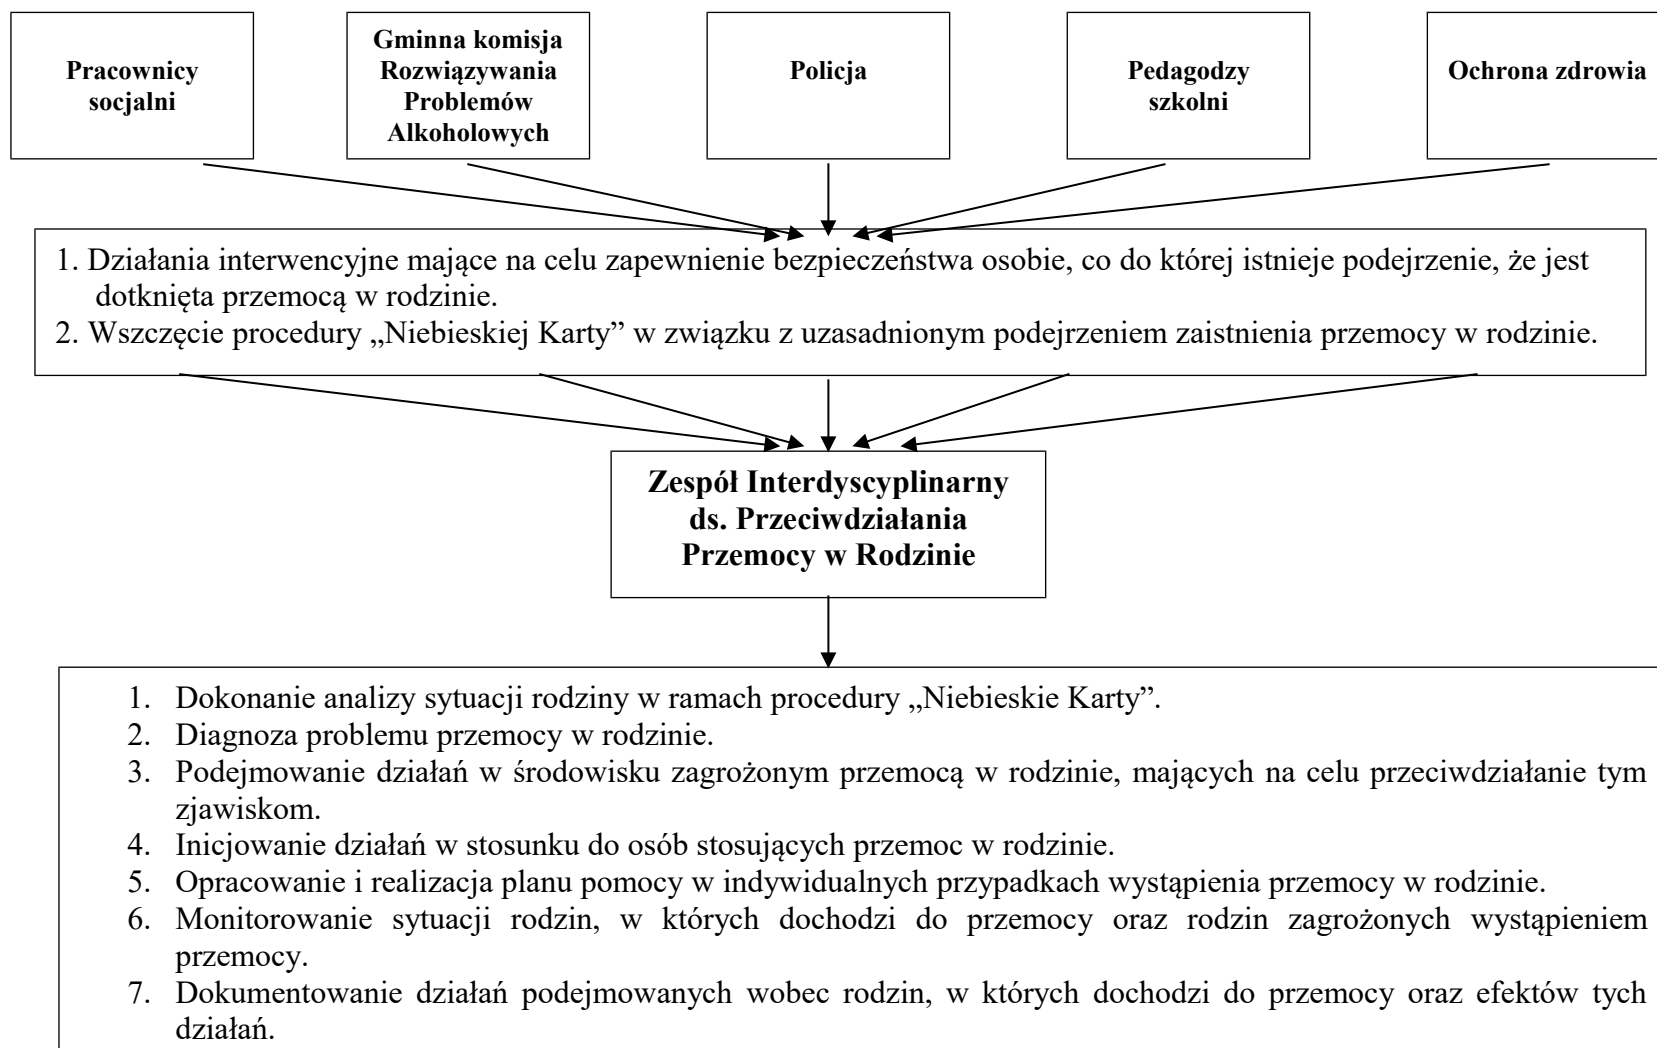 Pracownicy
socjalni
Gminna komisja
Rozwiązywania
Problemów
Alkoholowych
Policja
Pedagodzy
szkolni
Ochrona zdrowia
1. Działania interwencyjne mające na celu zapewnienie bezpieczeństwa osobie, co do której istnieje podejrzenie, że jest
dotknięta przemocą w rodzinie.
2. Wszczęcie procedury „Niebieskiej Karty” w związku z uzasadnionym podejrzeniem zaistnienia przemocy w rodzinie.
Zespół Interdyscyplinarny
ds. Przeciwdziałania
Przemocy w Rodzinie
1. Dokonanie analizy sytuacji rodziny w ramach procedury „Niebieskie Karty”.
2. Diagnoza problemu przemocy w rodzinie.
3. Podejmowanie działań w środowisku zagrożonym przemocą w rodzinie, mających na celu przeciwdziałanie tym
zjawiskom.
4. Inicjowanie działań w stosunku do osób stosujących przemoc w rodzinie.
5. Opracowanie i realizacja planu pomocy w indywidualnych przypadkach wystąpienia przemocy w rodzinie.
6. Monitorowanie sytuacji rodzin, w których dochodzi do przemocy oraz rodzin zagrożonych wystąpieniem
przemocy.
7. Dokumentowanie działań podejmowanych wobec rodzin, w których dochodzi do przemocy oraz efektów tych
działań.